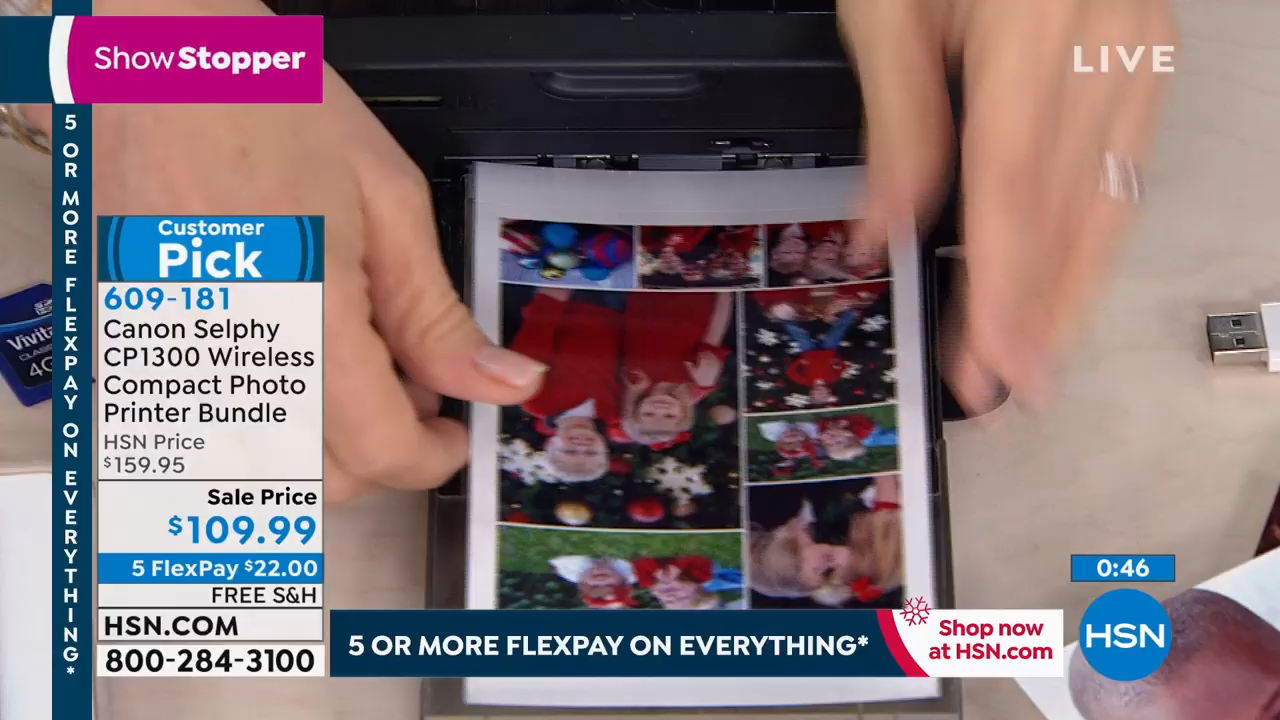 ShowStopper
LIVE
5 OR MORE FLEXPAY ON EVERYTHING*
Customer
Pick
609-181
Canon Selphy
CP1300 Wireless
Compact Photo
Printer Bundle
HSN Price
$159.95
Sale Price
$109.99
5 FlexPay $22.00
FREE S&H
HSN.COM
800-284-3100
5 OR MORE FLEXPAY ON EVERYTHING*
Shop now
at HSN.com
0:46
HSN